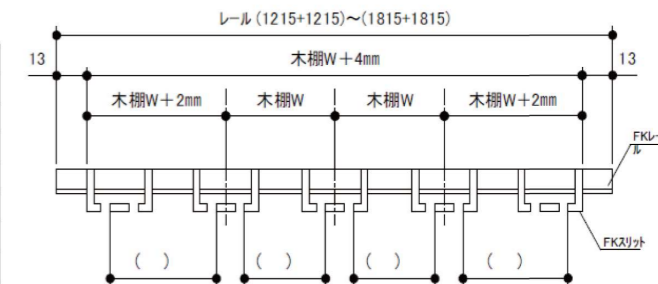 レール(1215+1215)～(1815+1815)
13 木棚W+4mm 13
木棚W+2mm 木棚W 木棚W 木棚W+2mm
FKレー
ル
FKスリット
( ) ( ) ( ) ( )